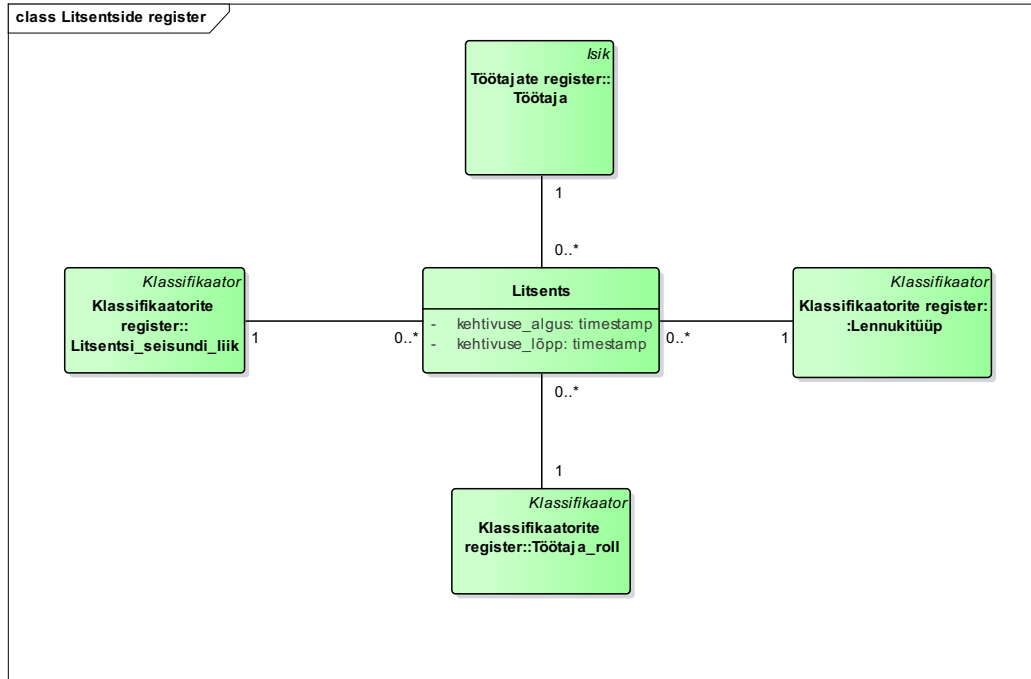 class Litsentside register
Isik
Töötajate register::
Töötaja
1
0..*
Klassifikaator
Klassifikaatorite
register::
Litsentsi_seisundi_liik
1
0..*
Litsents
- kehtivuse_algus: timestamp
- kehtivuse_lõpp: timestamp
0..*
1
Klassifikaator
Klassifikaatorite register:
:Lennukitüüp
0..*
1
Klassifikaator
Klassifikaatorite
register::Töötaja_roll